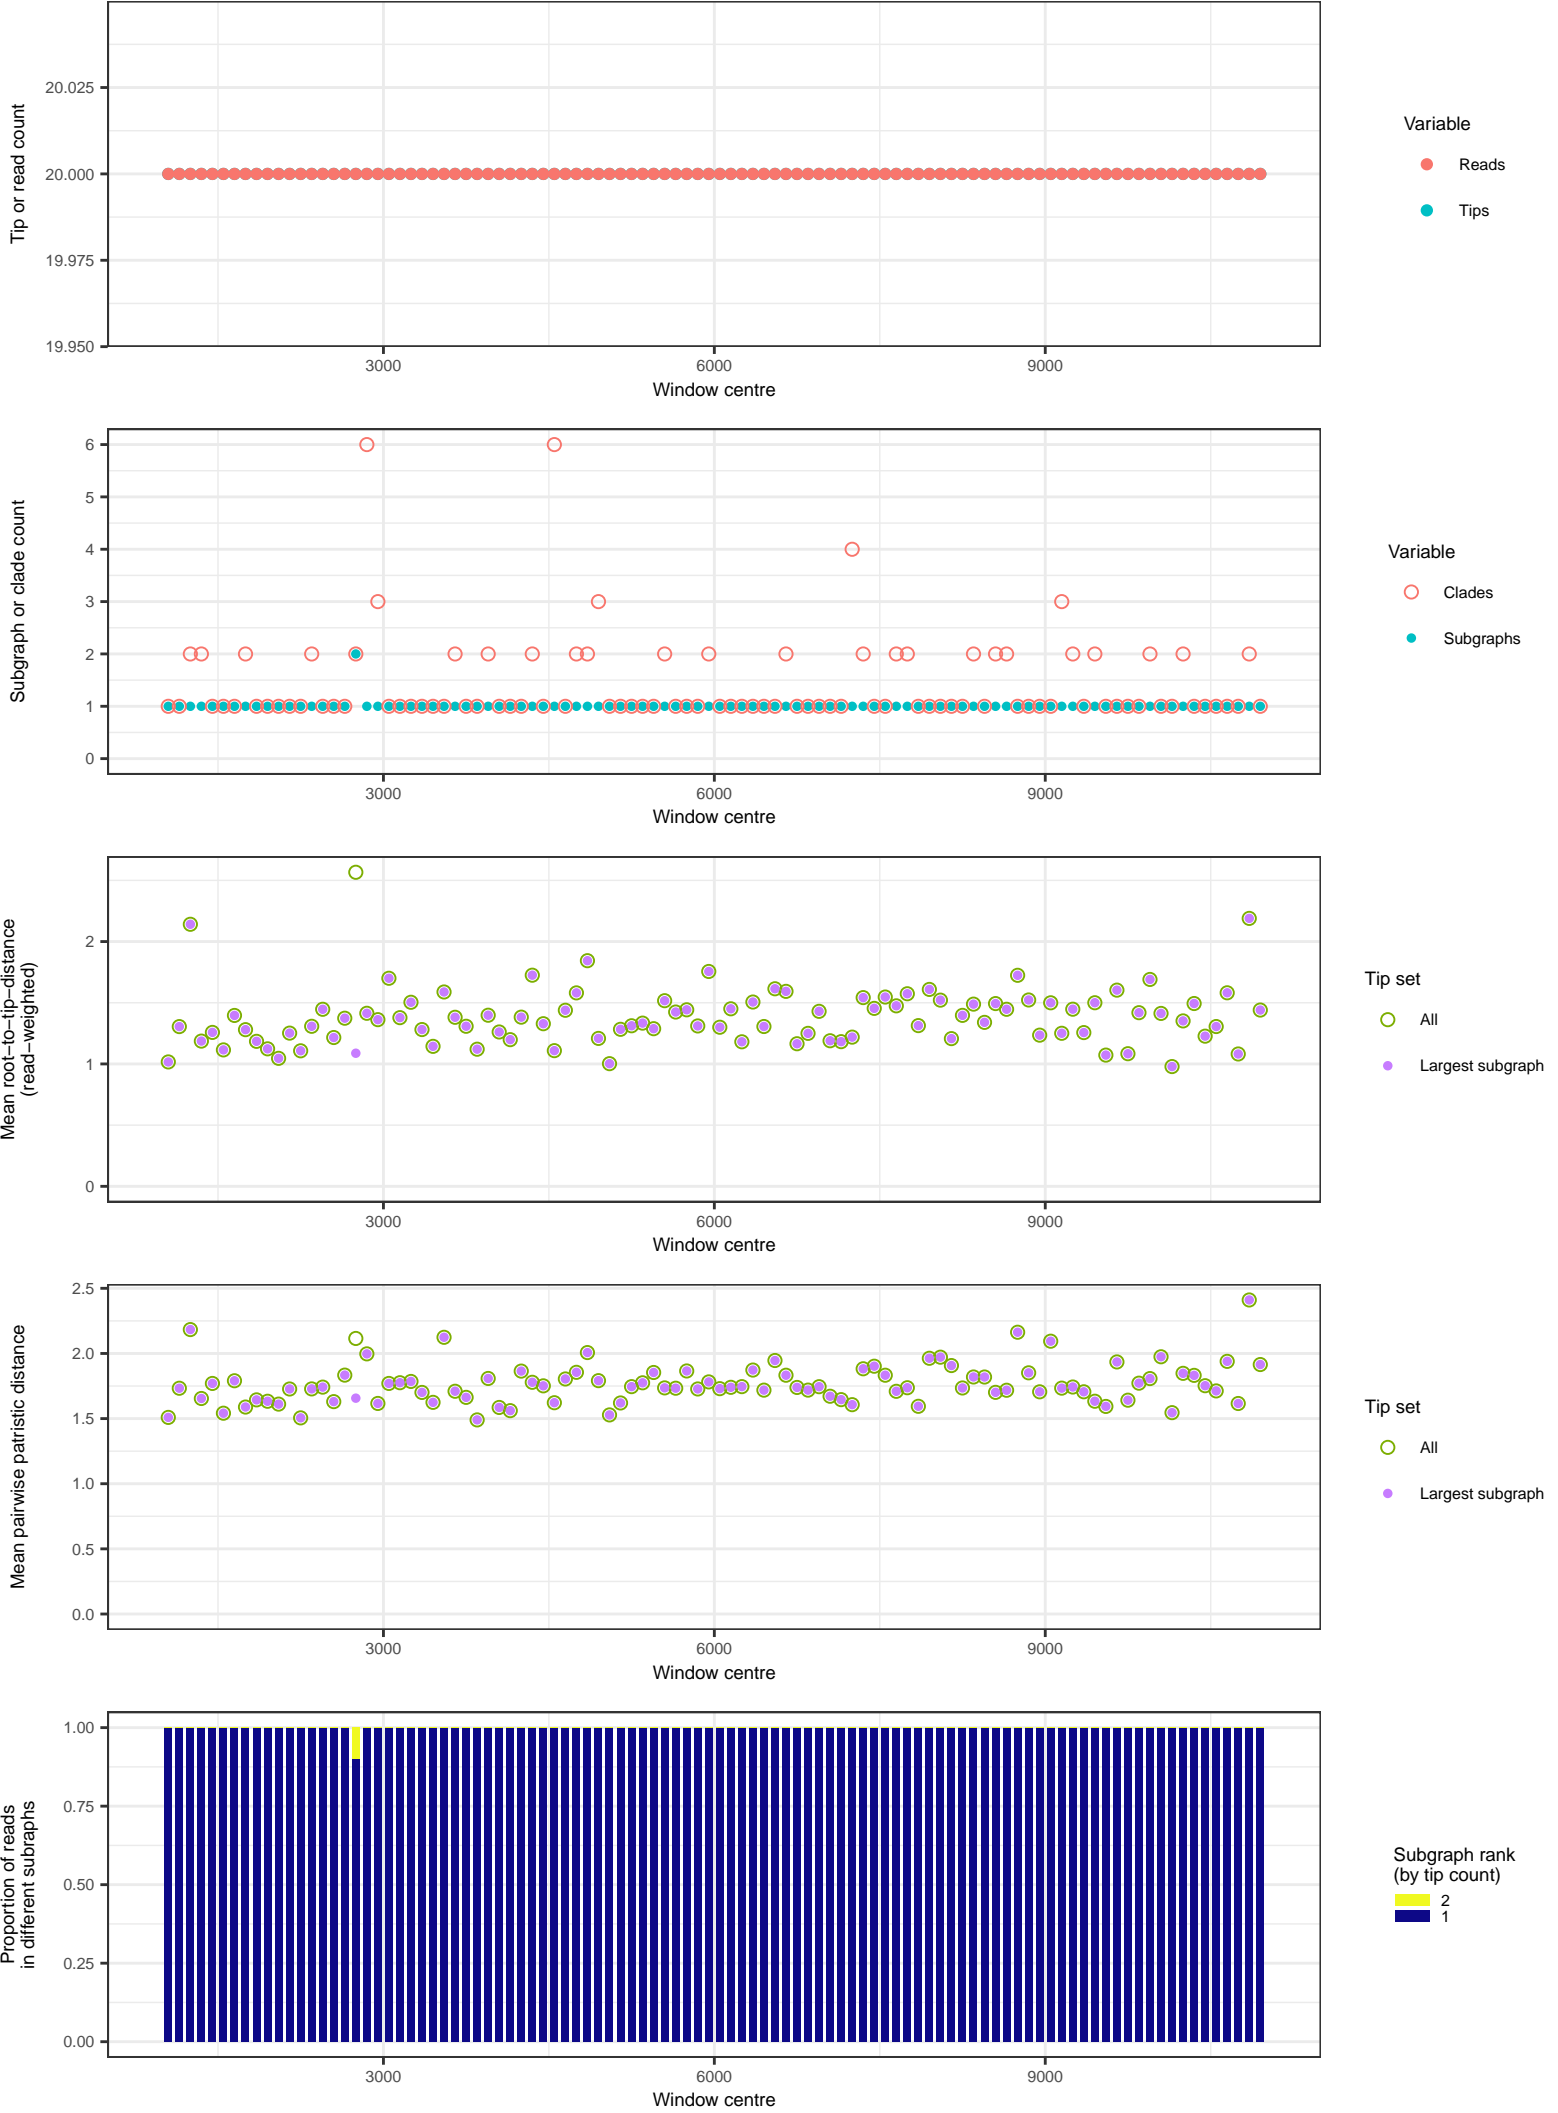 Tip or read count
20.025
20.000
19.975
19.950
3000 6000 9000
Window centre
Variable
Reads
Tips
Subgraph or clade count
6
5
4
3
2
1
0
3000 6000 9000
Window centre
Variable
Clades
Subgraphs
Mean root−to−tip−distance
(read−weighted)
2
1
0
3000 6000 9000
Window centre
Tip set
All
Largest subgraph
Mean pairwise patristic distance
2.5
2.0
1.5
1.0
0.5
0.0
3000 6000 9000
Window centre
Tip set
All
Largest subgraph
Proportion of reads
in different subraphs
1.00
0.75
0.50
0.25
0.00
3000 6000 9000
Window centre
Subgraph rank
(by tip count)
2
1